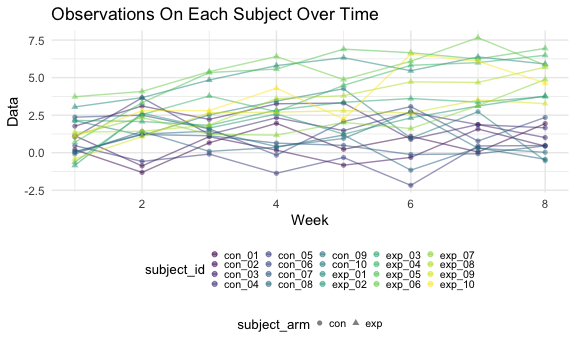 Observations On Each Subject Over Time
7.5
5.0
2.5
0.0
-2.5
Data
2 4 6 8
Week
subject_id
con_01 con_05 con_09 exp_03 exp_07
con_02 con_06 con_10 exp_04 exp_08
con_03 con_07 exp_01 exp_05 exp_09
con_04 con_08 exp_02 exp_06 exp_10
subject_arm con exp